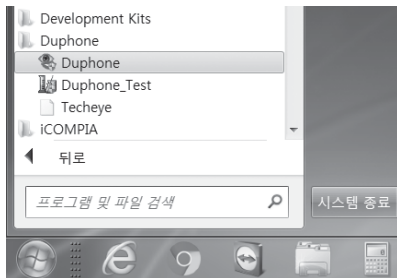 Development Kits
Duphone
Duphone
Duphone_Test
Techeye
iCOMPIA
뒤로
프로그램 및 파일 검색
시스템 종료